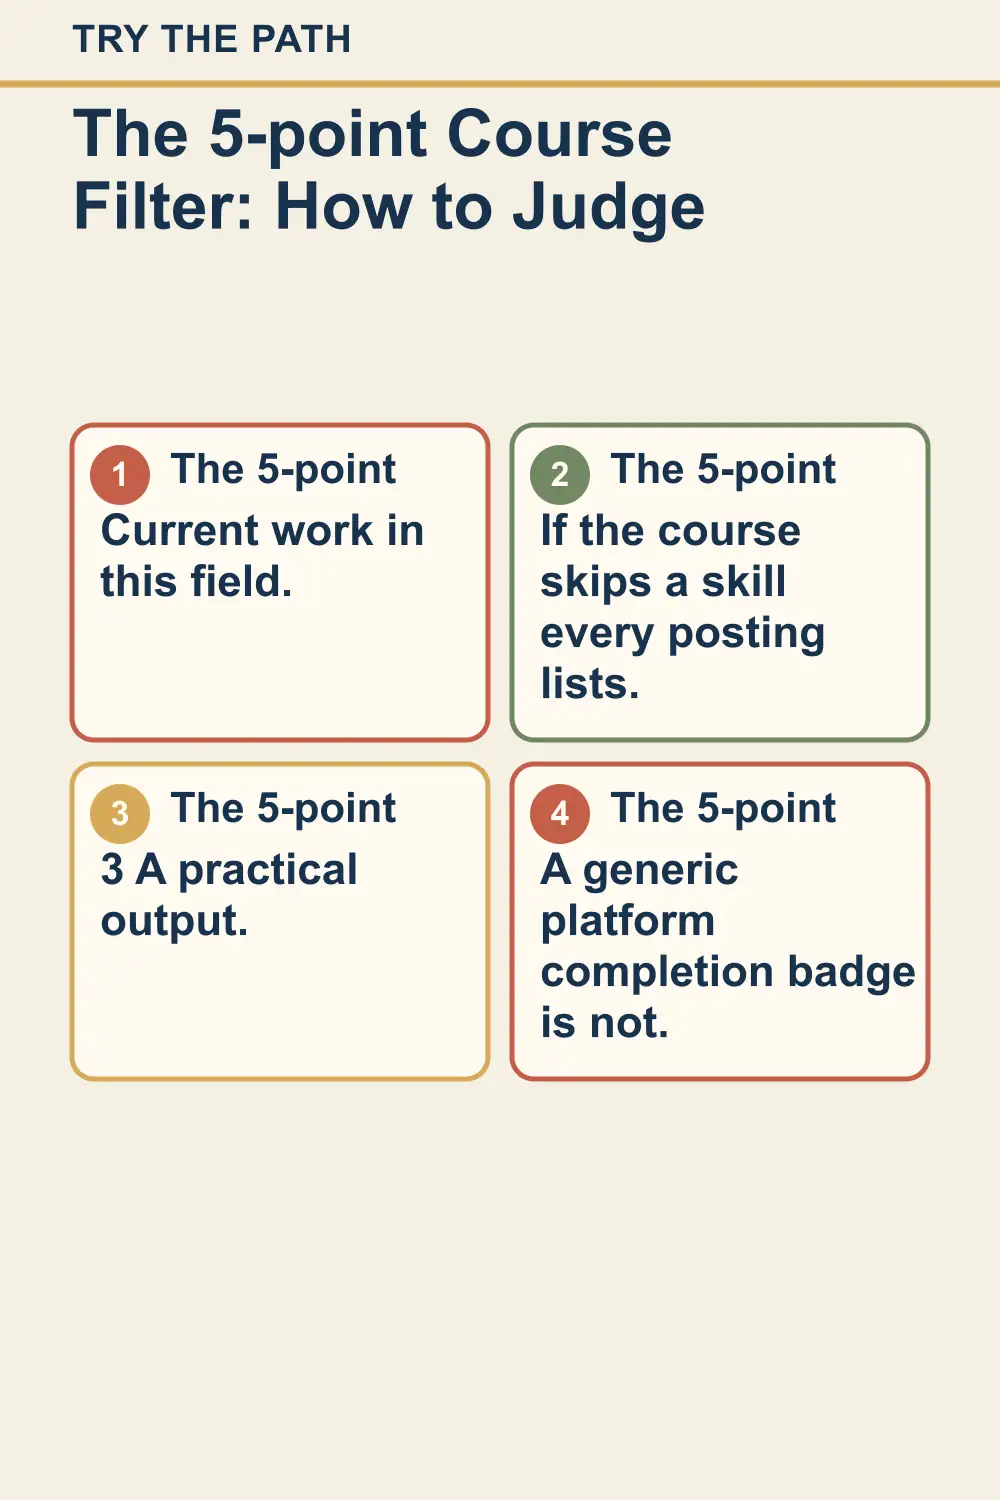 TRY THE PATH
The 5-point Course
Filter: How to Judge
1 The 5-point
Current work in
this field.
2 The 5-point
If the course
skips a skill
every posting
lists.
3 The 5-point
3 A practical
output.
4 The 5-point
A generic
platform
completion badge
is not.